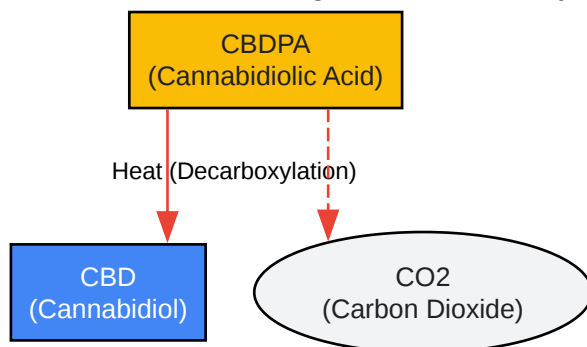 CBDPA
(Cannabidiolic Acid)
Heat (Decarboxylation)
CBD
(Cannabidiol)
CO2
(Carbon Dioxide)